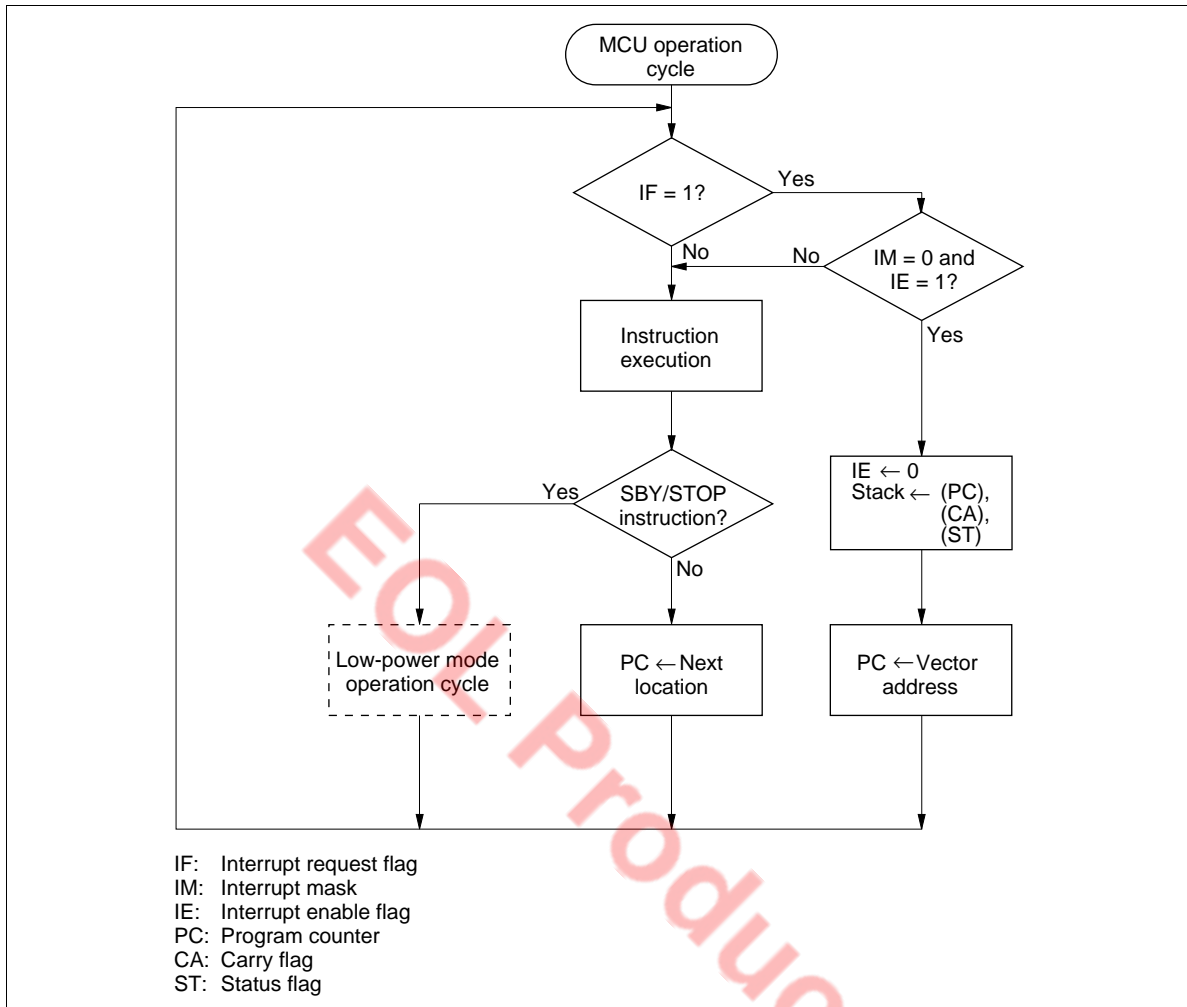 MCU operation
cycle
IF = 1?
Yes
No
No
IM = 0 and
IE = 1?
Yes
Instruction
execution
Yes
SBY/STOP
instruction?
No
IE ← 0
Stack ← (PC),
(CA),
(ST)
Low-power mode
operation cycle
PC ← Next
location
PC ← Vector
address
IF: Interrupt request flag
IM: Interrupt mask
IE: Interrupt enable flag
PC: Program counter
CA: Carry flag
ST: Status flag
EOL Produc